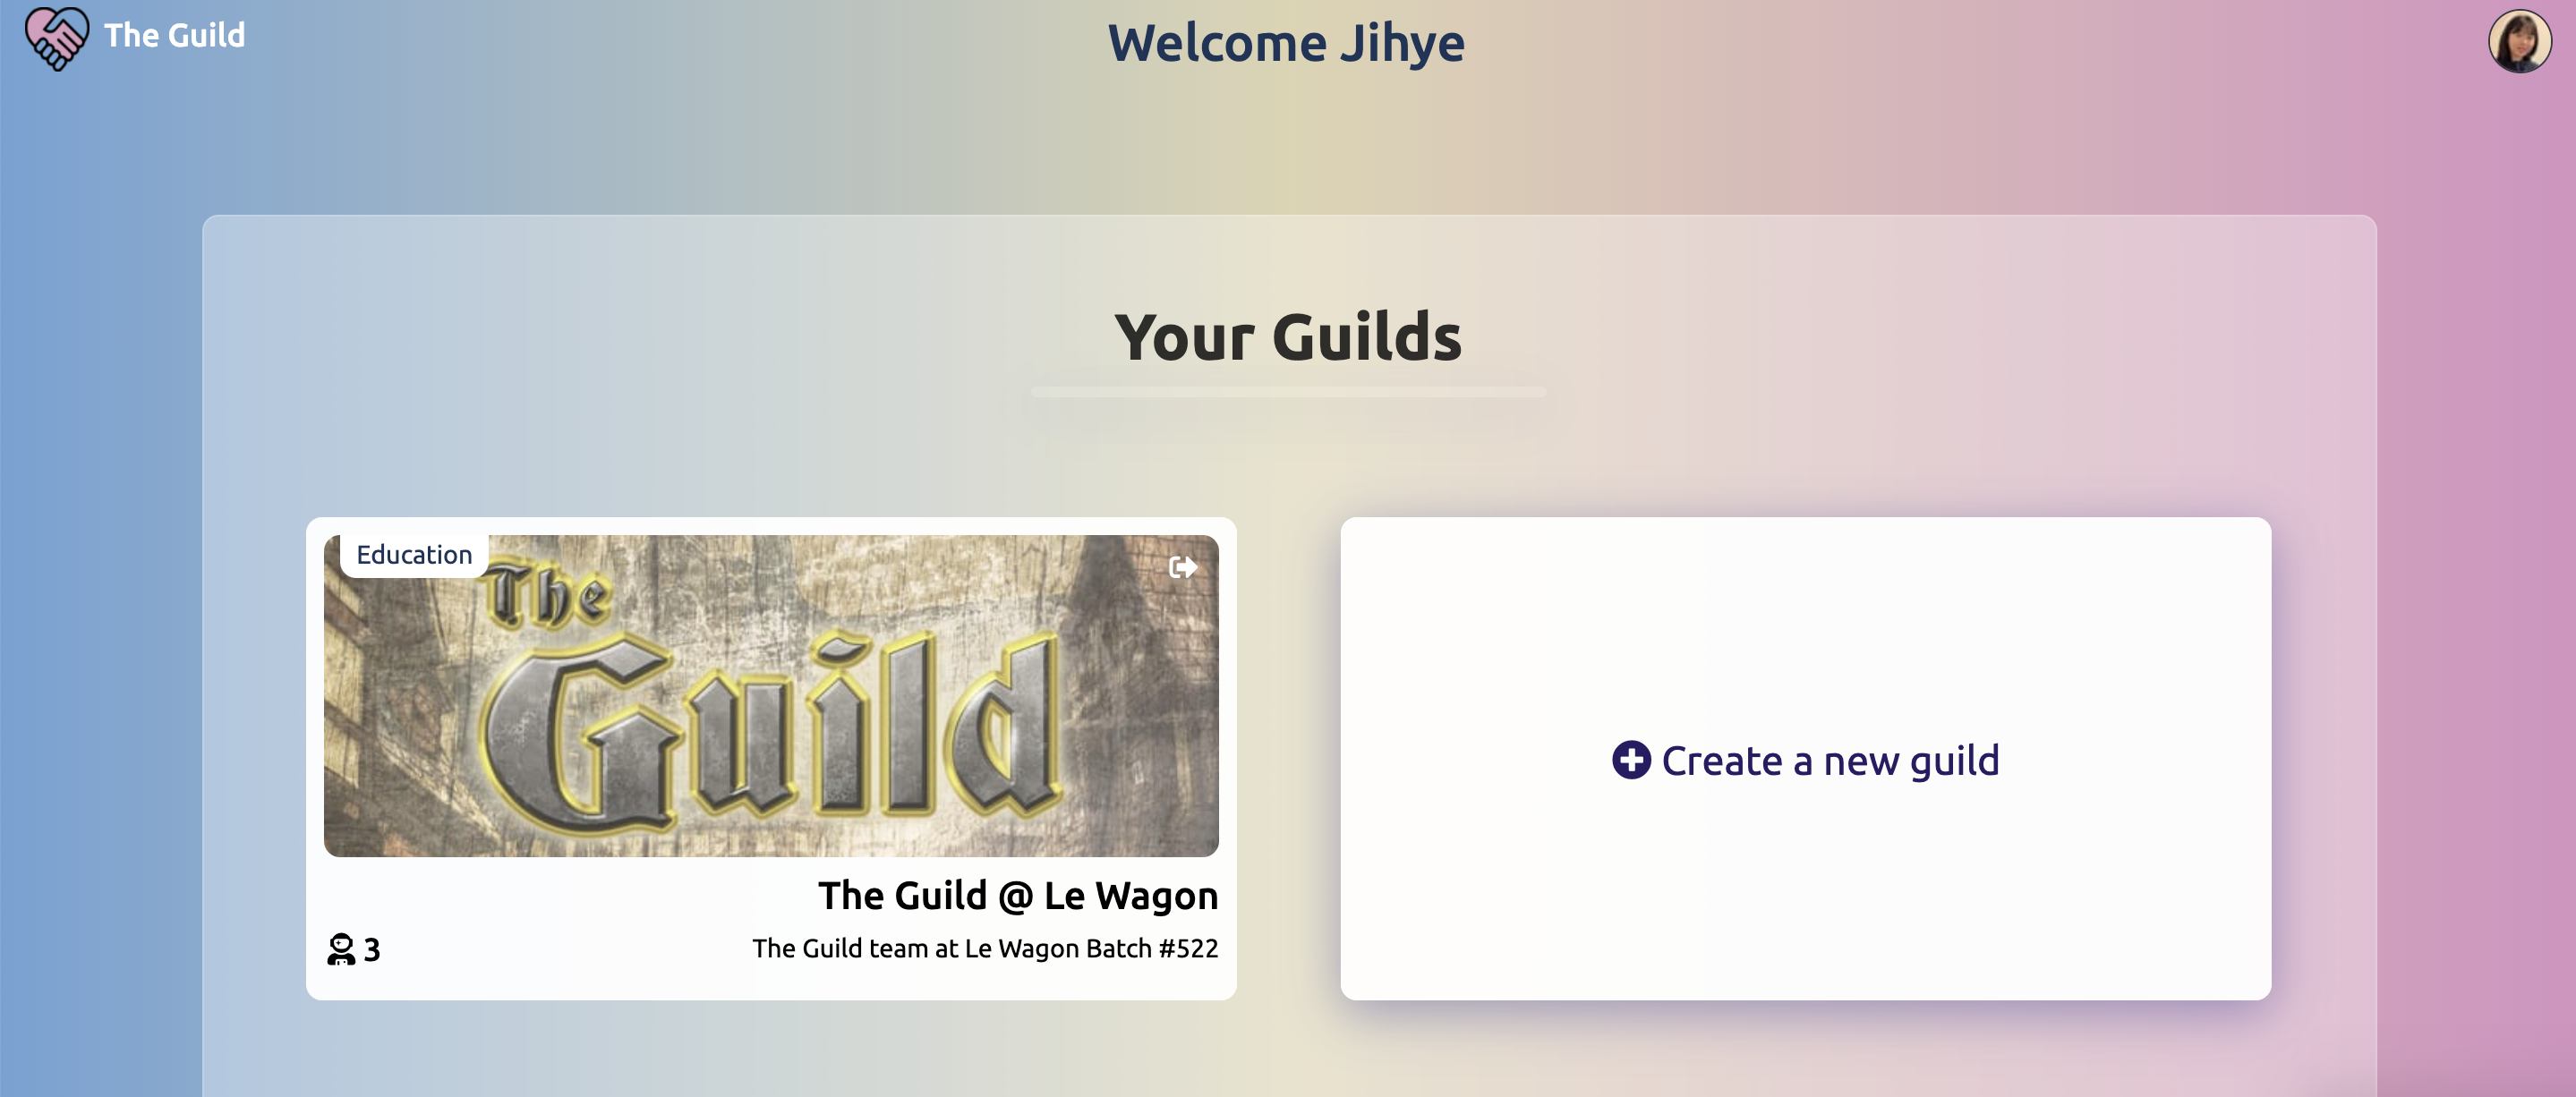 The Guild
Welcome Jihye
Your Guilds
Education
The
Guild
The Guild @ Le Wagon
3
The Guild team at Le Wagon Batch #522
Create a new guild